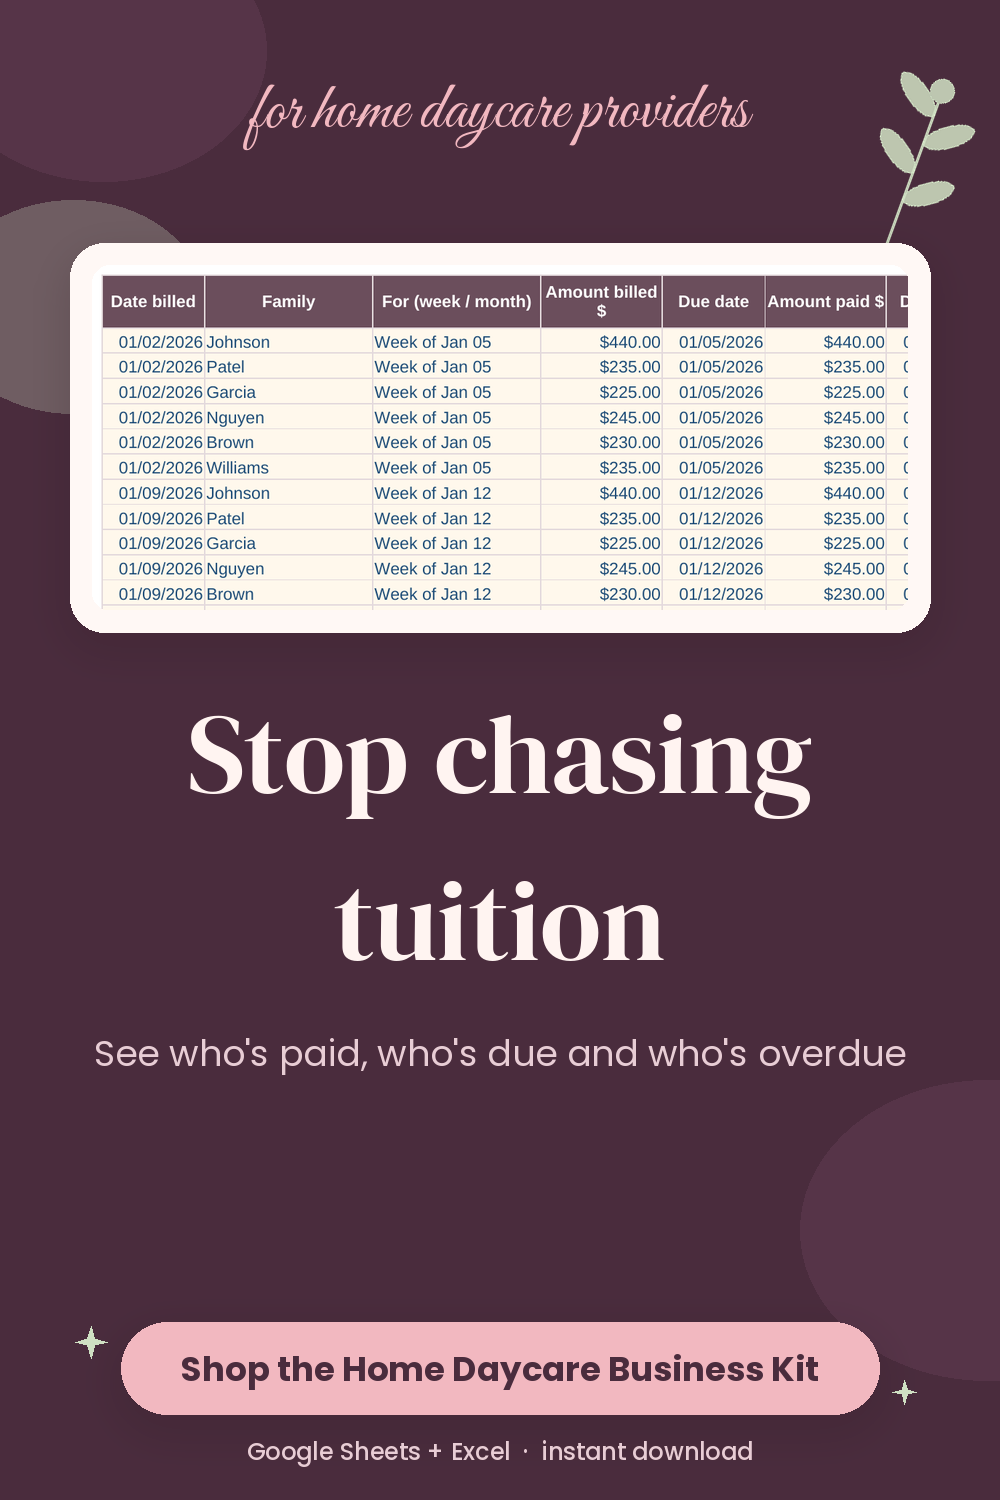 for home daycare providers
Date billed Family For (week / month) Amount billed $ Due date Amount paid $ D
01/02/2026 Johnson Week of Jan 05 $440.00 01/05/2026 $440.00
01/02/2026 Patel Week of Jan 05 $235.00 01/05/2026 $235.00
01/02/2026 Garcia Week of Jan 05 $225.00 01/05/2026 $225.00
01/02/2026 Nguyen Week of Jan 05 $245.00 01/05/2026 $245.00
01/02/2026 Brown Week of Jan 05 $230.00 01/05/2026 $230.00
01/02/2026 Williams Week of Jan 05 $235.00 01/05/2026 $235.00
01/09/2026 Johnson Week of Jan 12 $440.00 01/12/2026 $440.00
01/09/2026 Patel Week of Jan 12 $235.00 01/12/2026 $235.00
01/09/2026 Garcia Week of Jan 12 $225.00 01/12/2026 $225.00
01/09/2026 Nguyen Week of Jan 12 $245.00 01/12/2026 $245.00
01/09/2026 Brown Week of Jan 12 $230.00 01/12/2026 $230.00
Stop chasing
tuition
See who's paid, who's due and who's overdue
Shop the Home Daycare Business Kit
Google Sheets + Excel · instant download